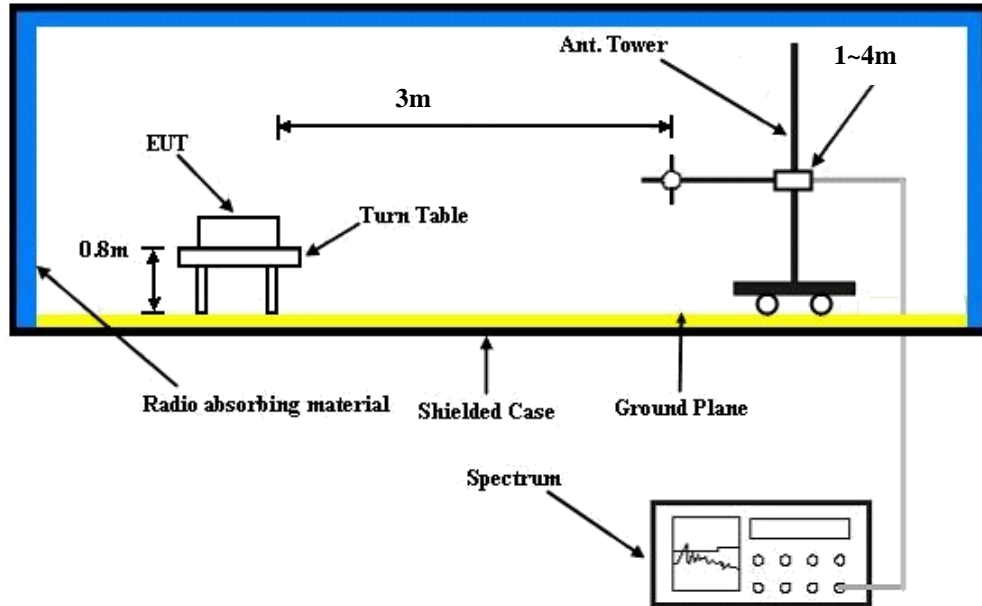 Ant. Tower
1~4m
3m
EUT
Turn Table
0.8m
Radio absorbing material
Shielded Case
Ground Plane
Spectrum